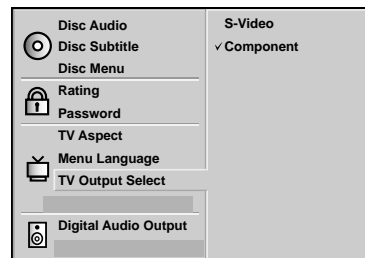 Disc Audio
Disc Subtitle
Disc Menu
Rating
Password
TV Aspect
Menu Language
TV Output Select
Digital Audio Output
S-Video
✓Component